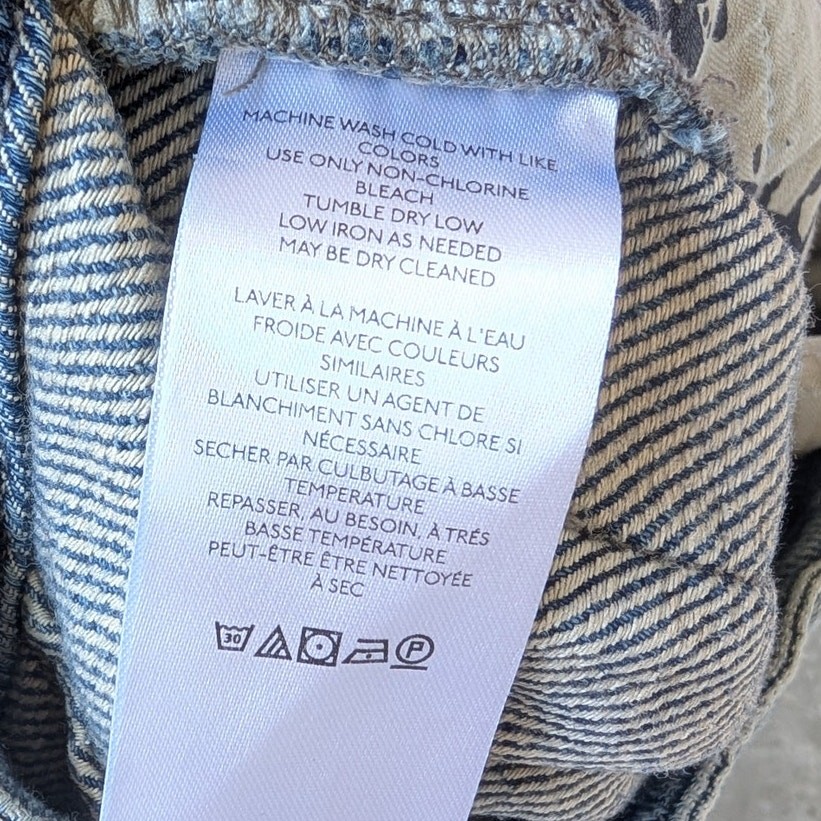 MACHINE WASH COLD WITH LIKE
COLORS
USE ONLY NON-CHLORINE
BLEACH
TUMBLE DRY LOW
LOW IRON AS NEEDED
MAY BE DRY CLEANED
LAVER À LA MACHINE À L'EAU
FROIDE AVEC COULEURS
SIMILAIRES
UTILISER UN AGENT DE
BLANCHIMENT SANS CHLORE SI
NÉCESSAIRE
SECHER PAR CULBUTAGE À BASSE
TEMPERATURE
REPASSER, AU BESOIN, À TRÉS
BASSE TEMPÉRATURE
PEUT-ÊTRE ÊTRE NETTOYÉE
À SEC
30 P